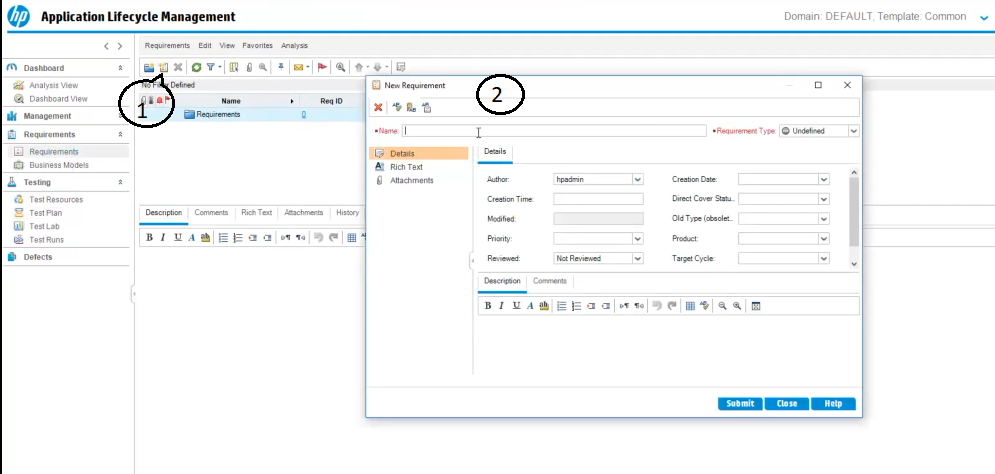 hp Application Lifecycle Management
Domain: DEFAULT, Template: Common
Dashboard
Analysis View
Dashboard View
Management
Requirements
Requirements
Business Models
Testing
Test Resources
Test Plan
Test Lab
Test Runs
Defects
Requirements Edit View Favorites Analysis
No Filter Defined
1
Name Req ID
Requirements 0
Description Comments Rich Text Attachments History
B I U A ab
New Requirement
2
Name: Requirement Type: Undefined
Details
Rich Text
Attachments
Details
Author: hpadmin Creation Date:
Creation Time: Direct Cover Statu..
Modified: Old Type (obsolet..
Priority: Product:
Reviewed: Not Reviewed Target Cycle:
Description Comments
B I U A ab
Submit Close Help